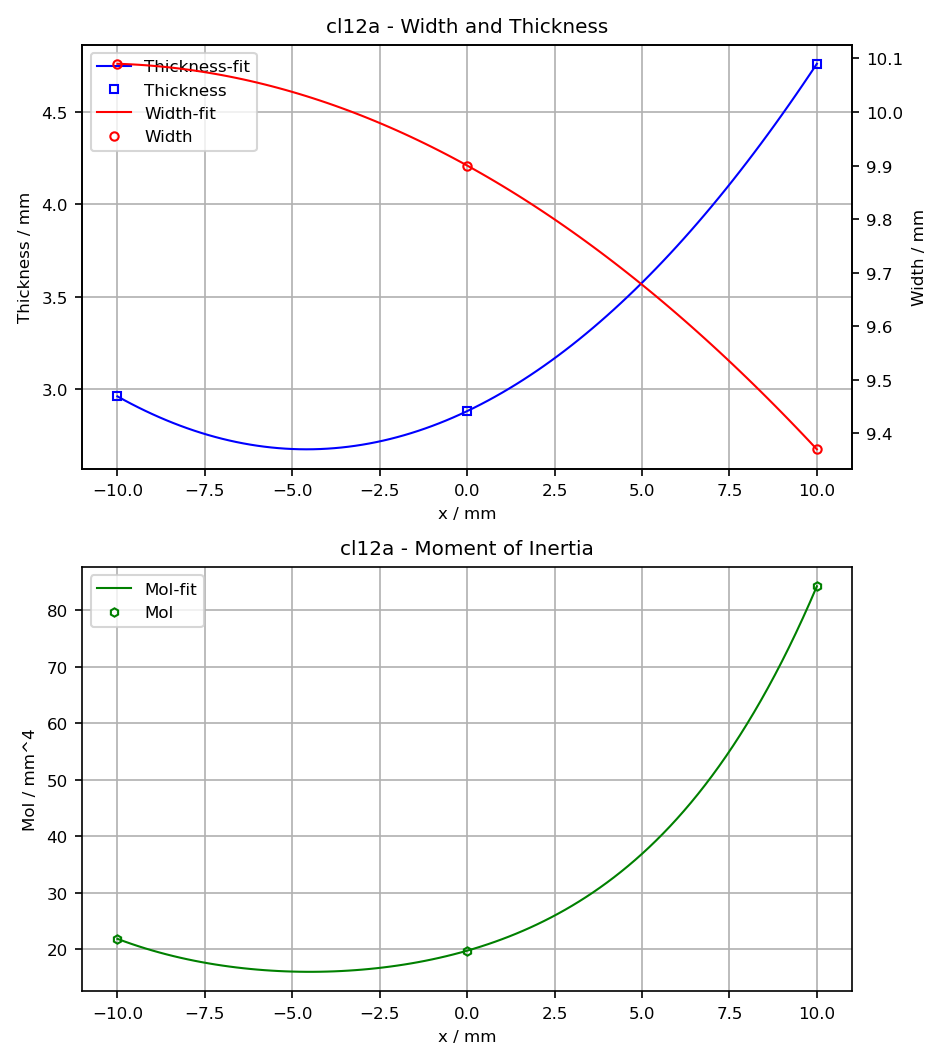 cl12a - Width and Thickness
Thickness-fit
Thickness
Width-fit
Width
Thickness / mm
4.5
4.0
3.5
3.0
10.1
10.0
9.9
9.8
9.7
9.6
9.5
9.4
Width / mm
−10.0 −7.5 −5.0 −2.5 0.0 2.5 5.0 7.5 10.0
x / mm
cl12a - Moment of Inertia
MoI-fit
MoI
MoI / mm^4
80
70
60
50
40
30
20
−10.0 −7.5 −5.0 −2.5 0.0 2.5 5.0 7.5 10.0
x / mm